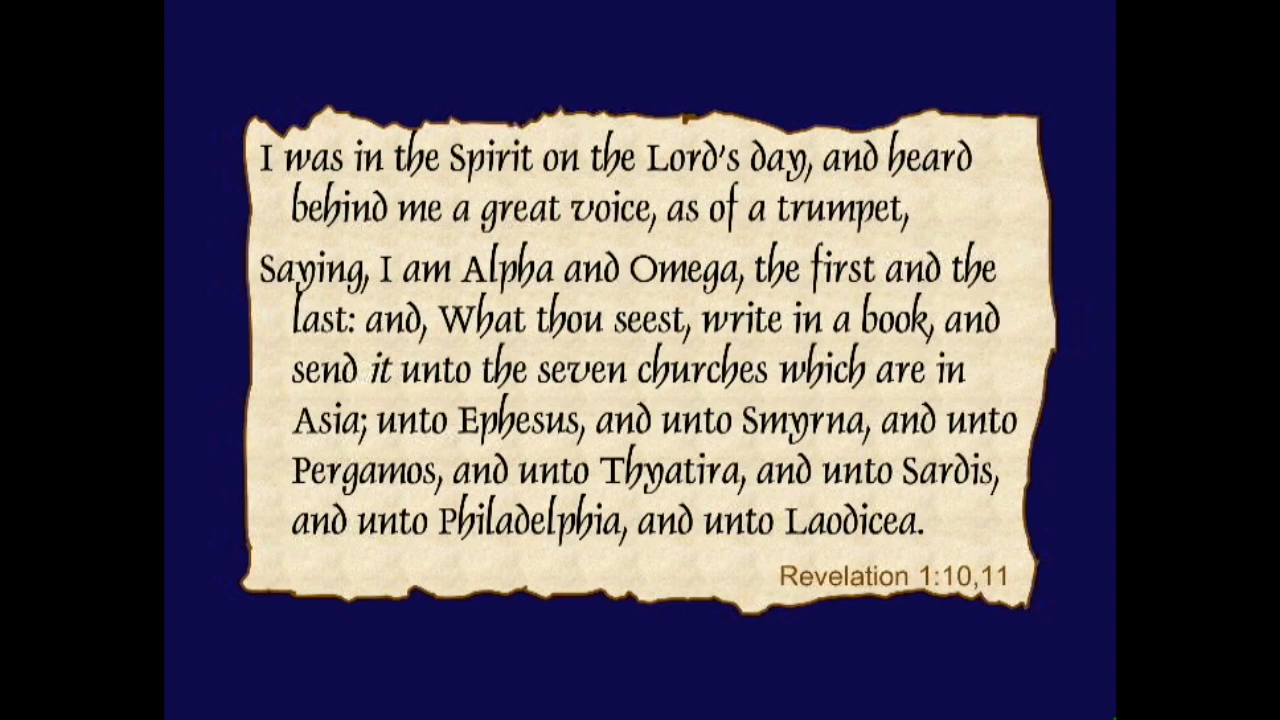 I was in the Spirit on the Lord's day, and heard
behind me a great voice, as of a trumpet,
Saying, I am Alpha and Omega, the first and the
last: and, What thou seest, write in a book, and
send it unto the seven churches which are in
Asia; unto Ephesus, and unto Smyrna, and unto
Pergamos, and unto Thyatira, and unto Sardis,
and unto Philadelphia, and unto Laodicea.
Revelation 1:10,11